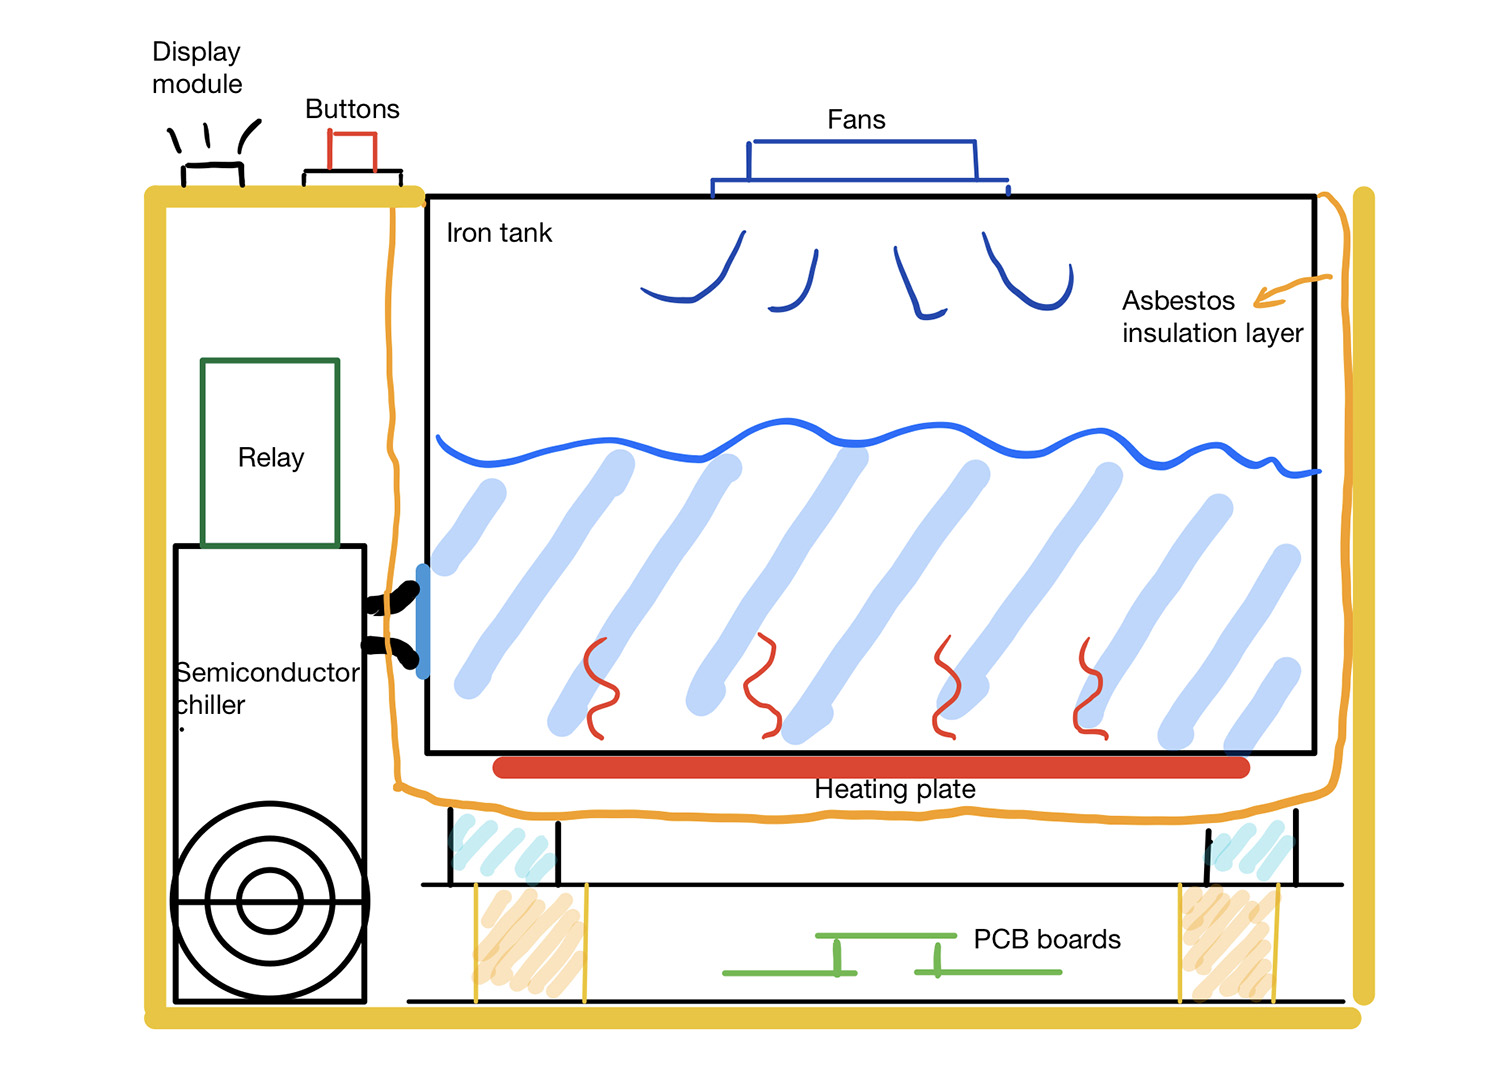 Display
module
Buttons
Fans
Iron tank
Asbestos
insulation layer
Relay
Semiconductor
chiller
Heating plate
PCB boards